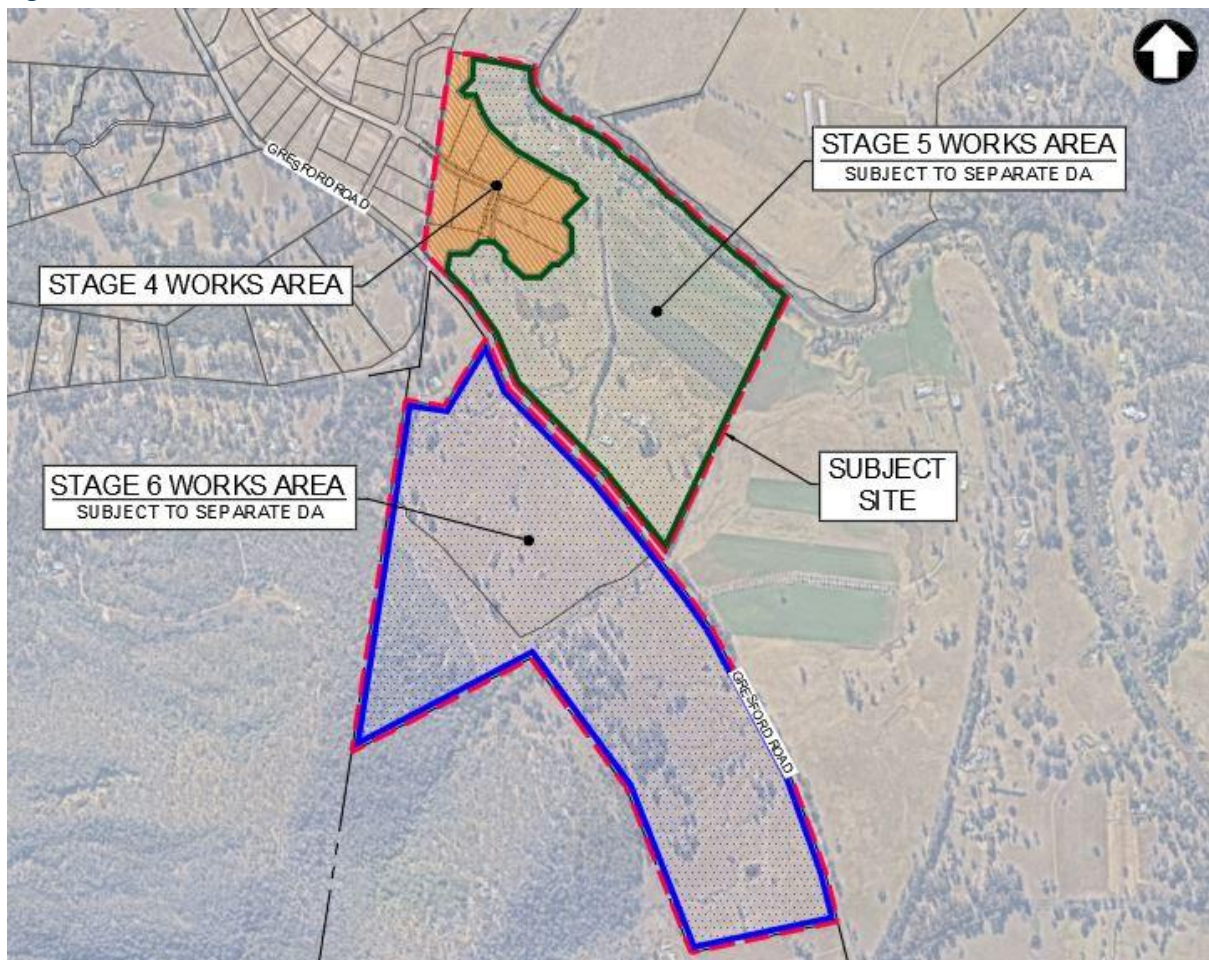 GRESFORD ROAD
STAGE 5 WORKS AREA
SUBJECT TO SEPARATE DA
STAGE 4 WORKS AREA
STAGE 6 WORKS AREA
SUBJECT TO SEPARATE DA
SUBJECT
SITE
GRESFORD ROAD